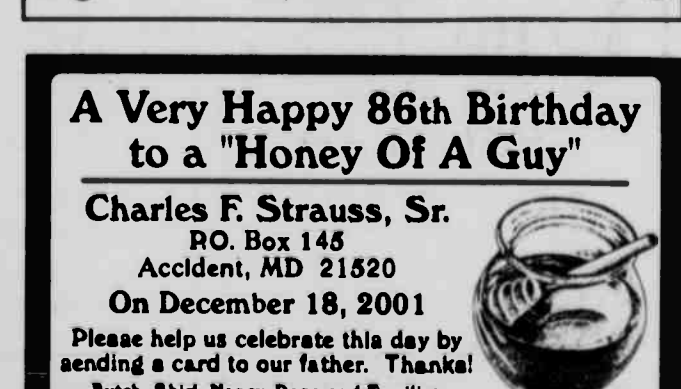 A Very Happy 86th Birthday
to a "Honey Of A Guy"
Charles F. Strauss, Sr.
P.O. Box 145
Accident, MD 21520
On December 18, 2001
Please help us celebrate this day by
sending a card to our father. Thanks!